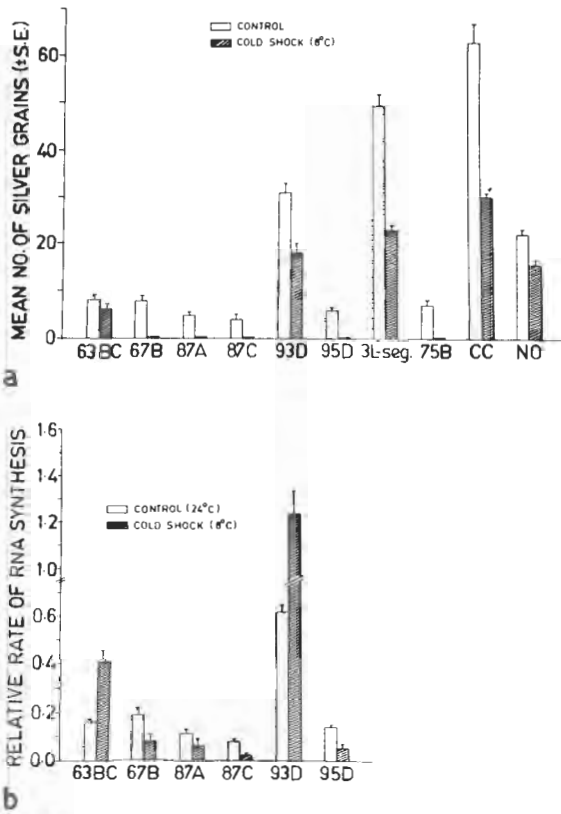 MEAN NO. OF SILVER GRAINS (±S.E.)
60
40
20
0
CONTROL
COLD SHOCK (8°C)
63BC 67B 87A 87C 93D 95D 3L-seg. 75B CC NO
a
RELATIVE RATE OF RNA SYNTHESIS
1.6
1.4
1.2
1.0
0.6
0.4
0.2
0.0
CONTROL (24°C)
COLD SHOCK (8°C)
63BC 67B 87A 87C 93D 95D
b